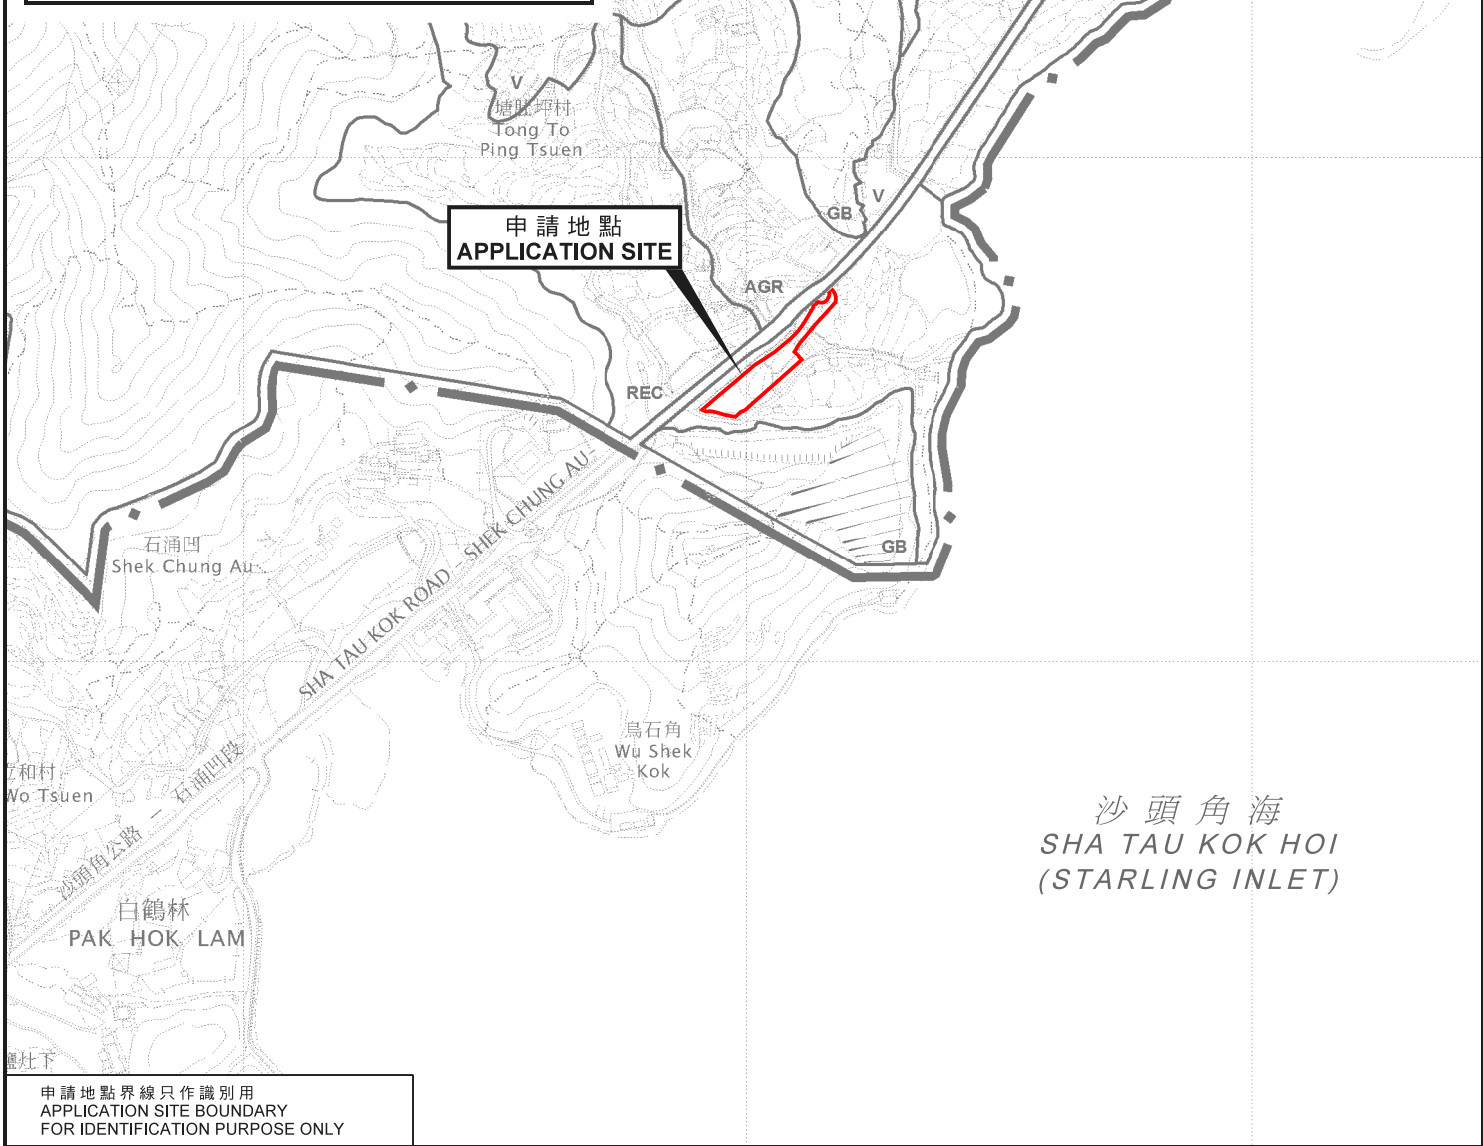 V
塘肚坪村
Tong To
Ping Tsuen
V
GB
申請地點
APPLICATION SITE
AGR
REC
GB
石涌凹
Shek Chung Au
SHA TAU KOK ROAD – SHEK CHUNG AU
烏石角
Wu Shek
Kok
和村
Wo Tsuen
沙頭角公路 – 石涌凹段
沙頭角海
SHA TAU KOK HOI
(STARLING INLET)
白鶴林
PAK HOK LAM
鹽灶下
申請地點界線只作識別用
APPLICATION SITE BOUNDARY
FOR IDENTIFICATION PURPOSE ONLY